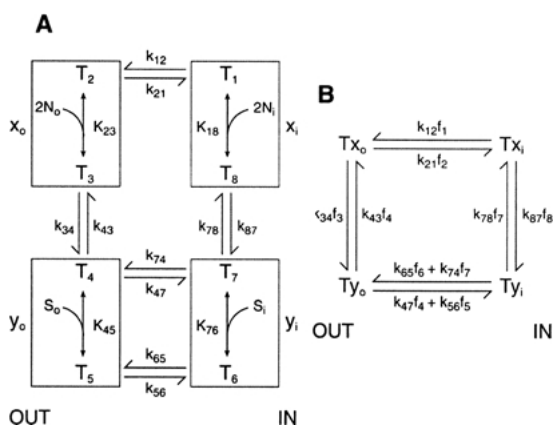 A
k12
T2
T1
k21
2No
K23
K18
2Ni
xo
xi
T3
T8
k34
k43
k78
k87
k74
T4
T7
k47
yo
So
K45
K76
Si
yi
k65
T5
T6
k56
OUT
IN
B
k12f1
Txo
Txi
k21f2
k34f3
k43f4
k78f7
k87f8
k65f6 + k74f7
Tyo
Tyi
k47f4 + k56f5
OUT
IN